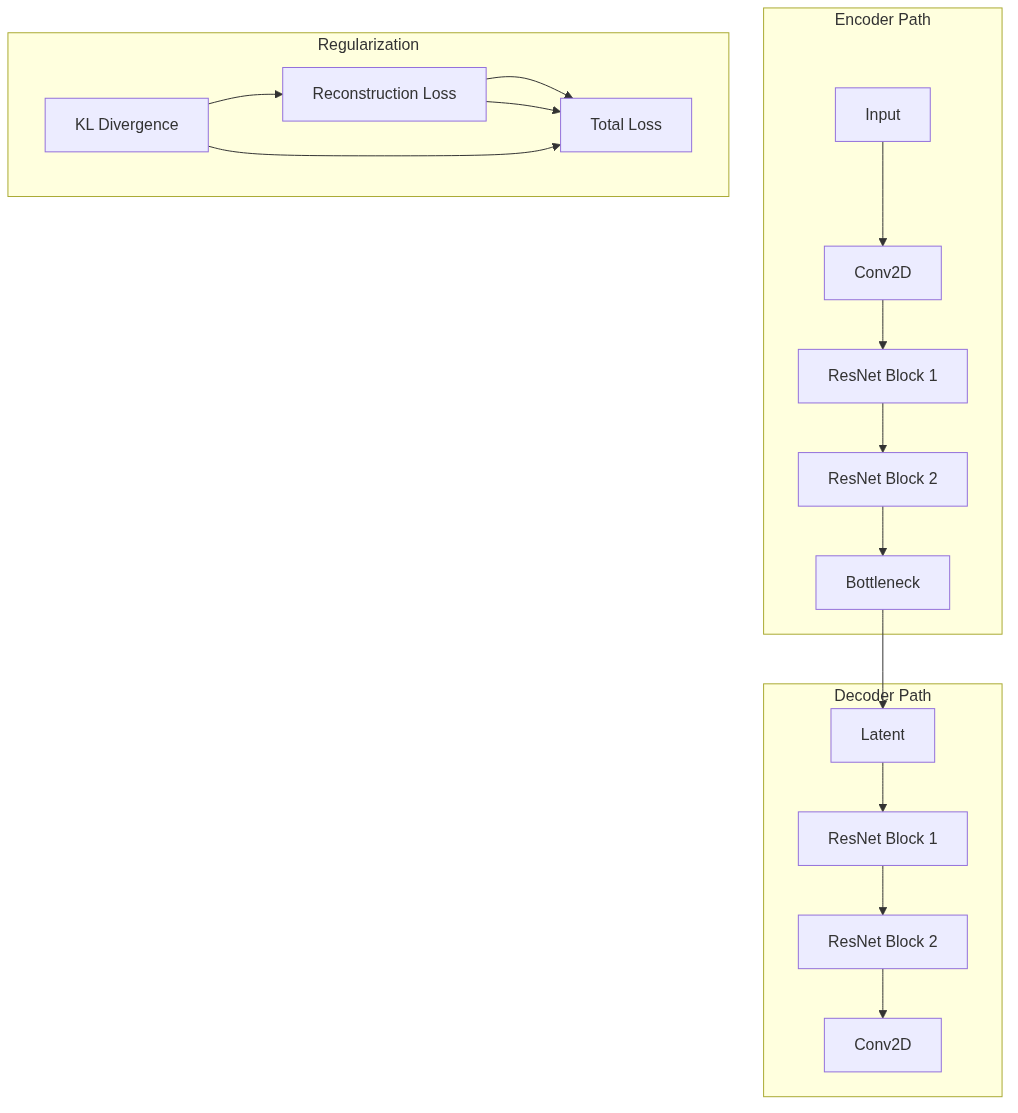 Regularization
KL Divergence
Reconstruction Loss
Total Loss
Encoder Path
Input
Conv2D
ResNet Block 1
ResNet Block 2
Bottleneck
Decoder Path
Latent
ResNet Block 1
ResNet Block 2
Conv2D